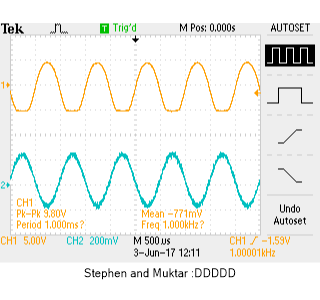 Tek Trig'd M Pos: 0.000s AUTOSET
1
2
CH1
Pk-Pk 9.80V Mean -771mV
Period 1.000ms? Freq 1.000kHz?
Undo
Autoset
CH1 5.00V CH2 200mV M 500us CH1 / -1.59V
3-Jun-17 12:11 1.00001kHz
Stephen and Muktar :DDDDD